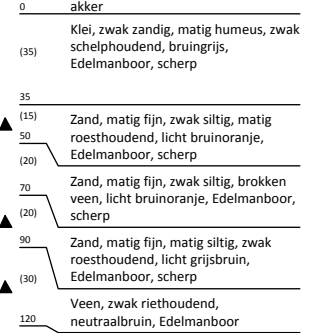 0 akker
Klei, zwak zandig, matig humeus, zwak
schelphoudend, bruingrijs,
(35)
Edelmanboor, scherp
35
(15)
Zand, matig fijn, zwak siltig, matig
50
roesthoudend, licht bruinoranje,
(20)
Edelmanboor, scherp
70
Zand, matig fijn, zwak siltig, brokken
veen, licht bruinoranje, Edelmanboor,
(20)
scherp
90
Zand, matig fijn, matig siltig, zwak
roesthoudend, licht grijsbruin,
(30)
Edelmanboor, scherp
Veen, zwak riethoudend,
120
neutraalbruin, Edelmanboor